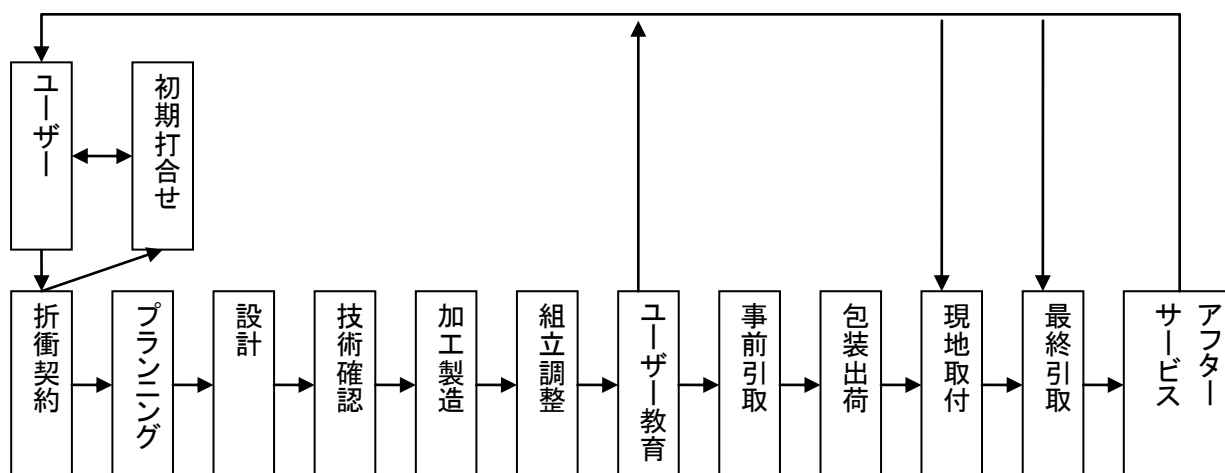 ユーザー
初期打合せ
折衝契約
プランニング
設計
技術確認
加工製造
組立調整
ユーザー教育
事前引取
包装出荷
現地取付
最終引取
アフター
サービス